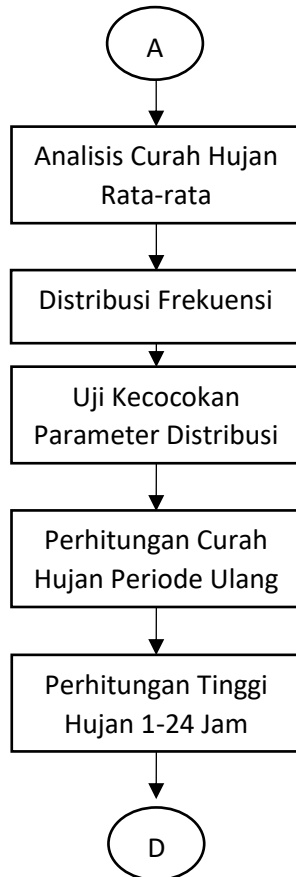 A
Analisis Curah Hujan
Rata-rata
Distribusi Frekuensi
Uji Kecocokan
Parameter Distribusi
Perhitungan Curah
Hujan Periode Ulang
Perhitungan Tinggi
Hujan 1-24 Jam
D